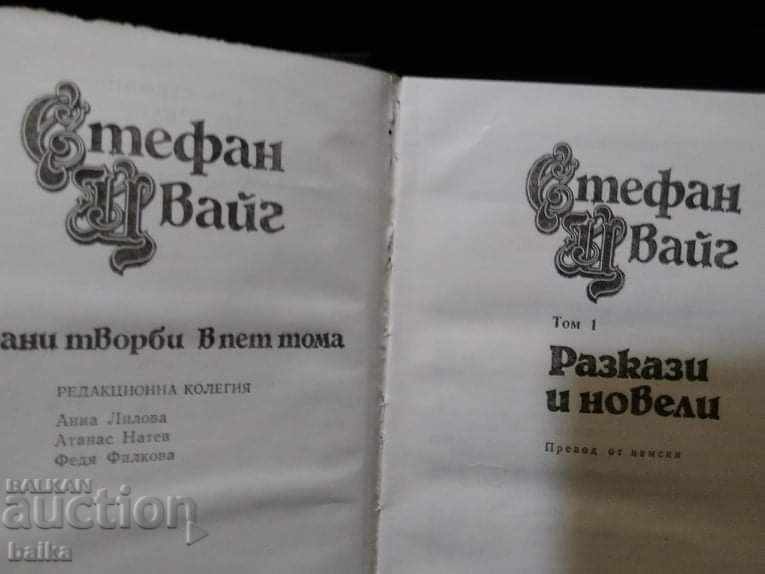 Стефан
Цвайг
ани творби в пет тома
РЕДАКЦИОННА КОЛЕГИЯ
Анна Лилова
Атанас Натев
Федя Филкова
Стефан
Цвайг
Том 1
Разкази
и новели
Превод от немски
BALKAN
auction
baika